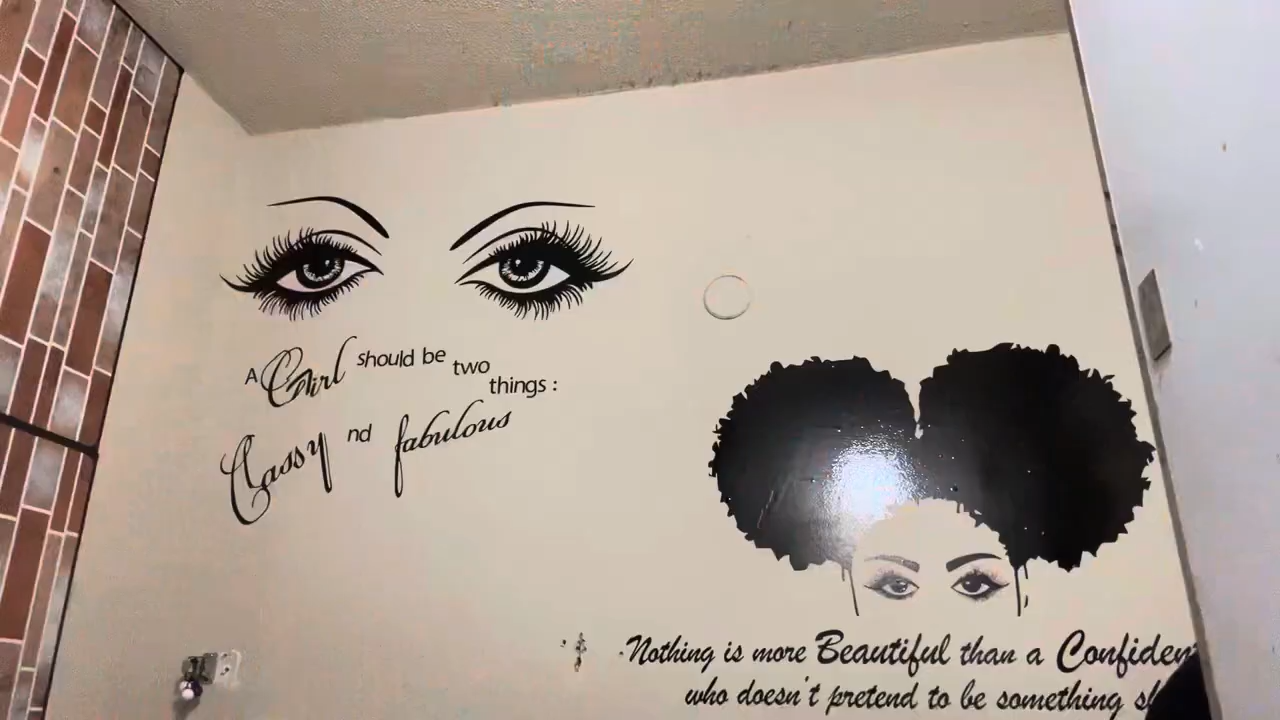 A Girl should be two things :
Classy nd fabulous
Nothing is more Beautiful than a
who doesn't pretend to be something